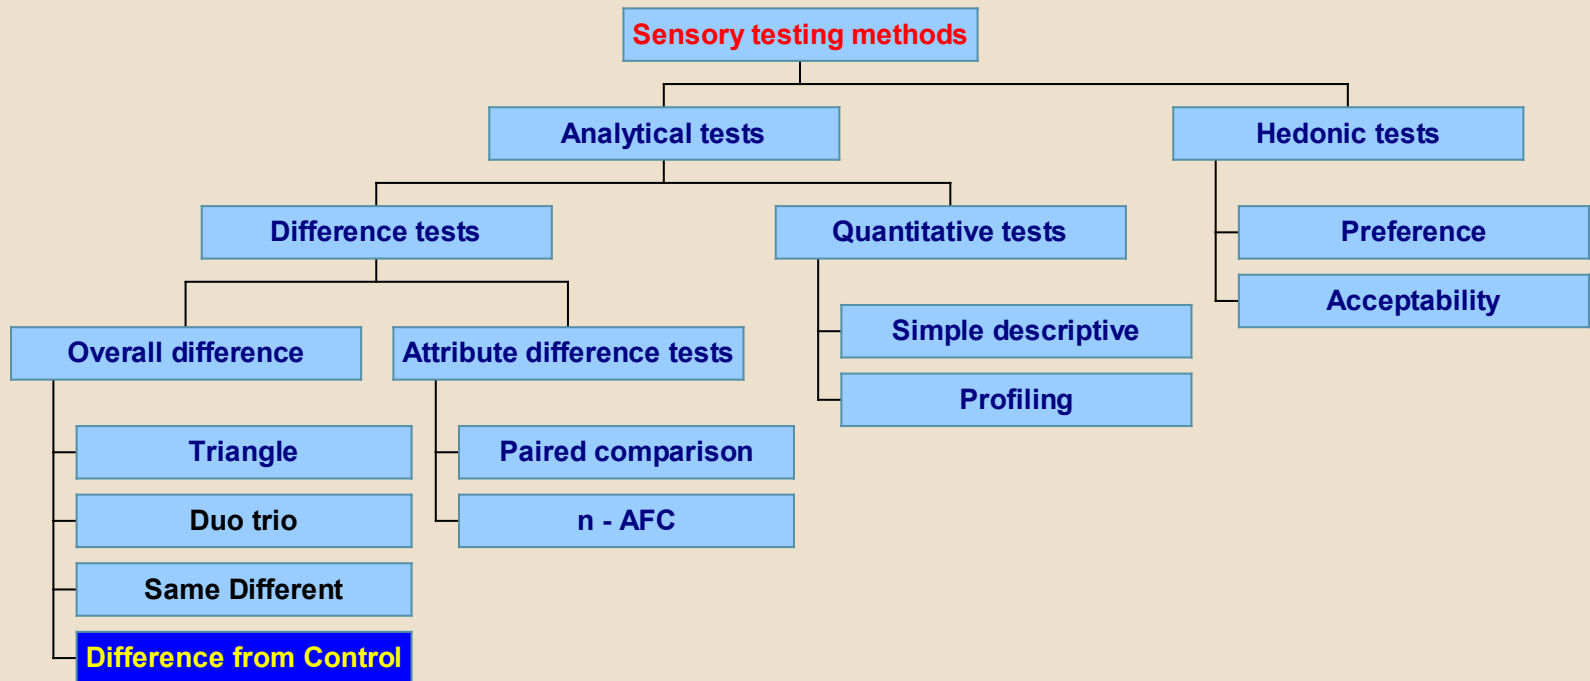 Sensory testing methods
Analytical tests
Hedonic tests
Difference tests
Quantitative tests
Preference
Acceptability
Overall difference
Attribute difference tests
Simple descriptive
Profiling
Triangle
Paired comparison
Duo trio
n - AFC
Same Different
Difference from Control